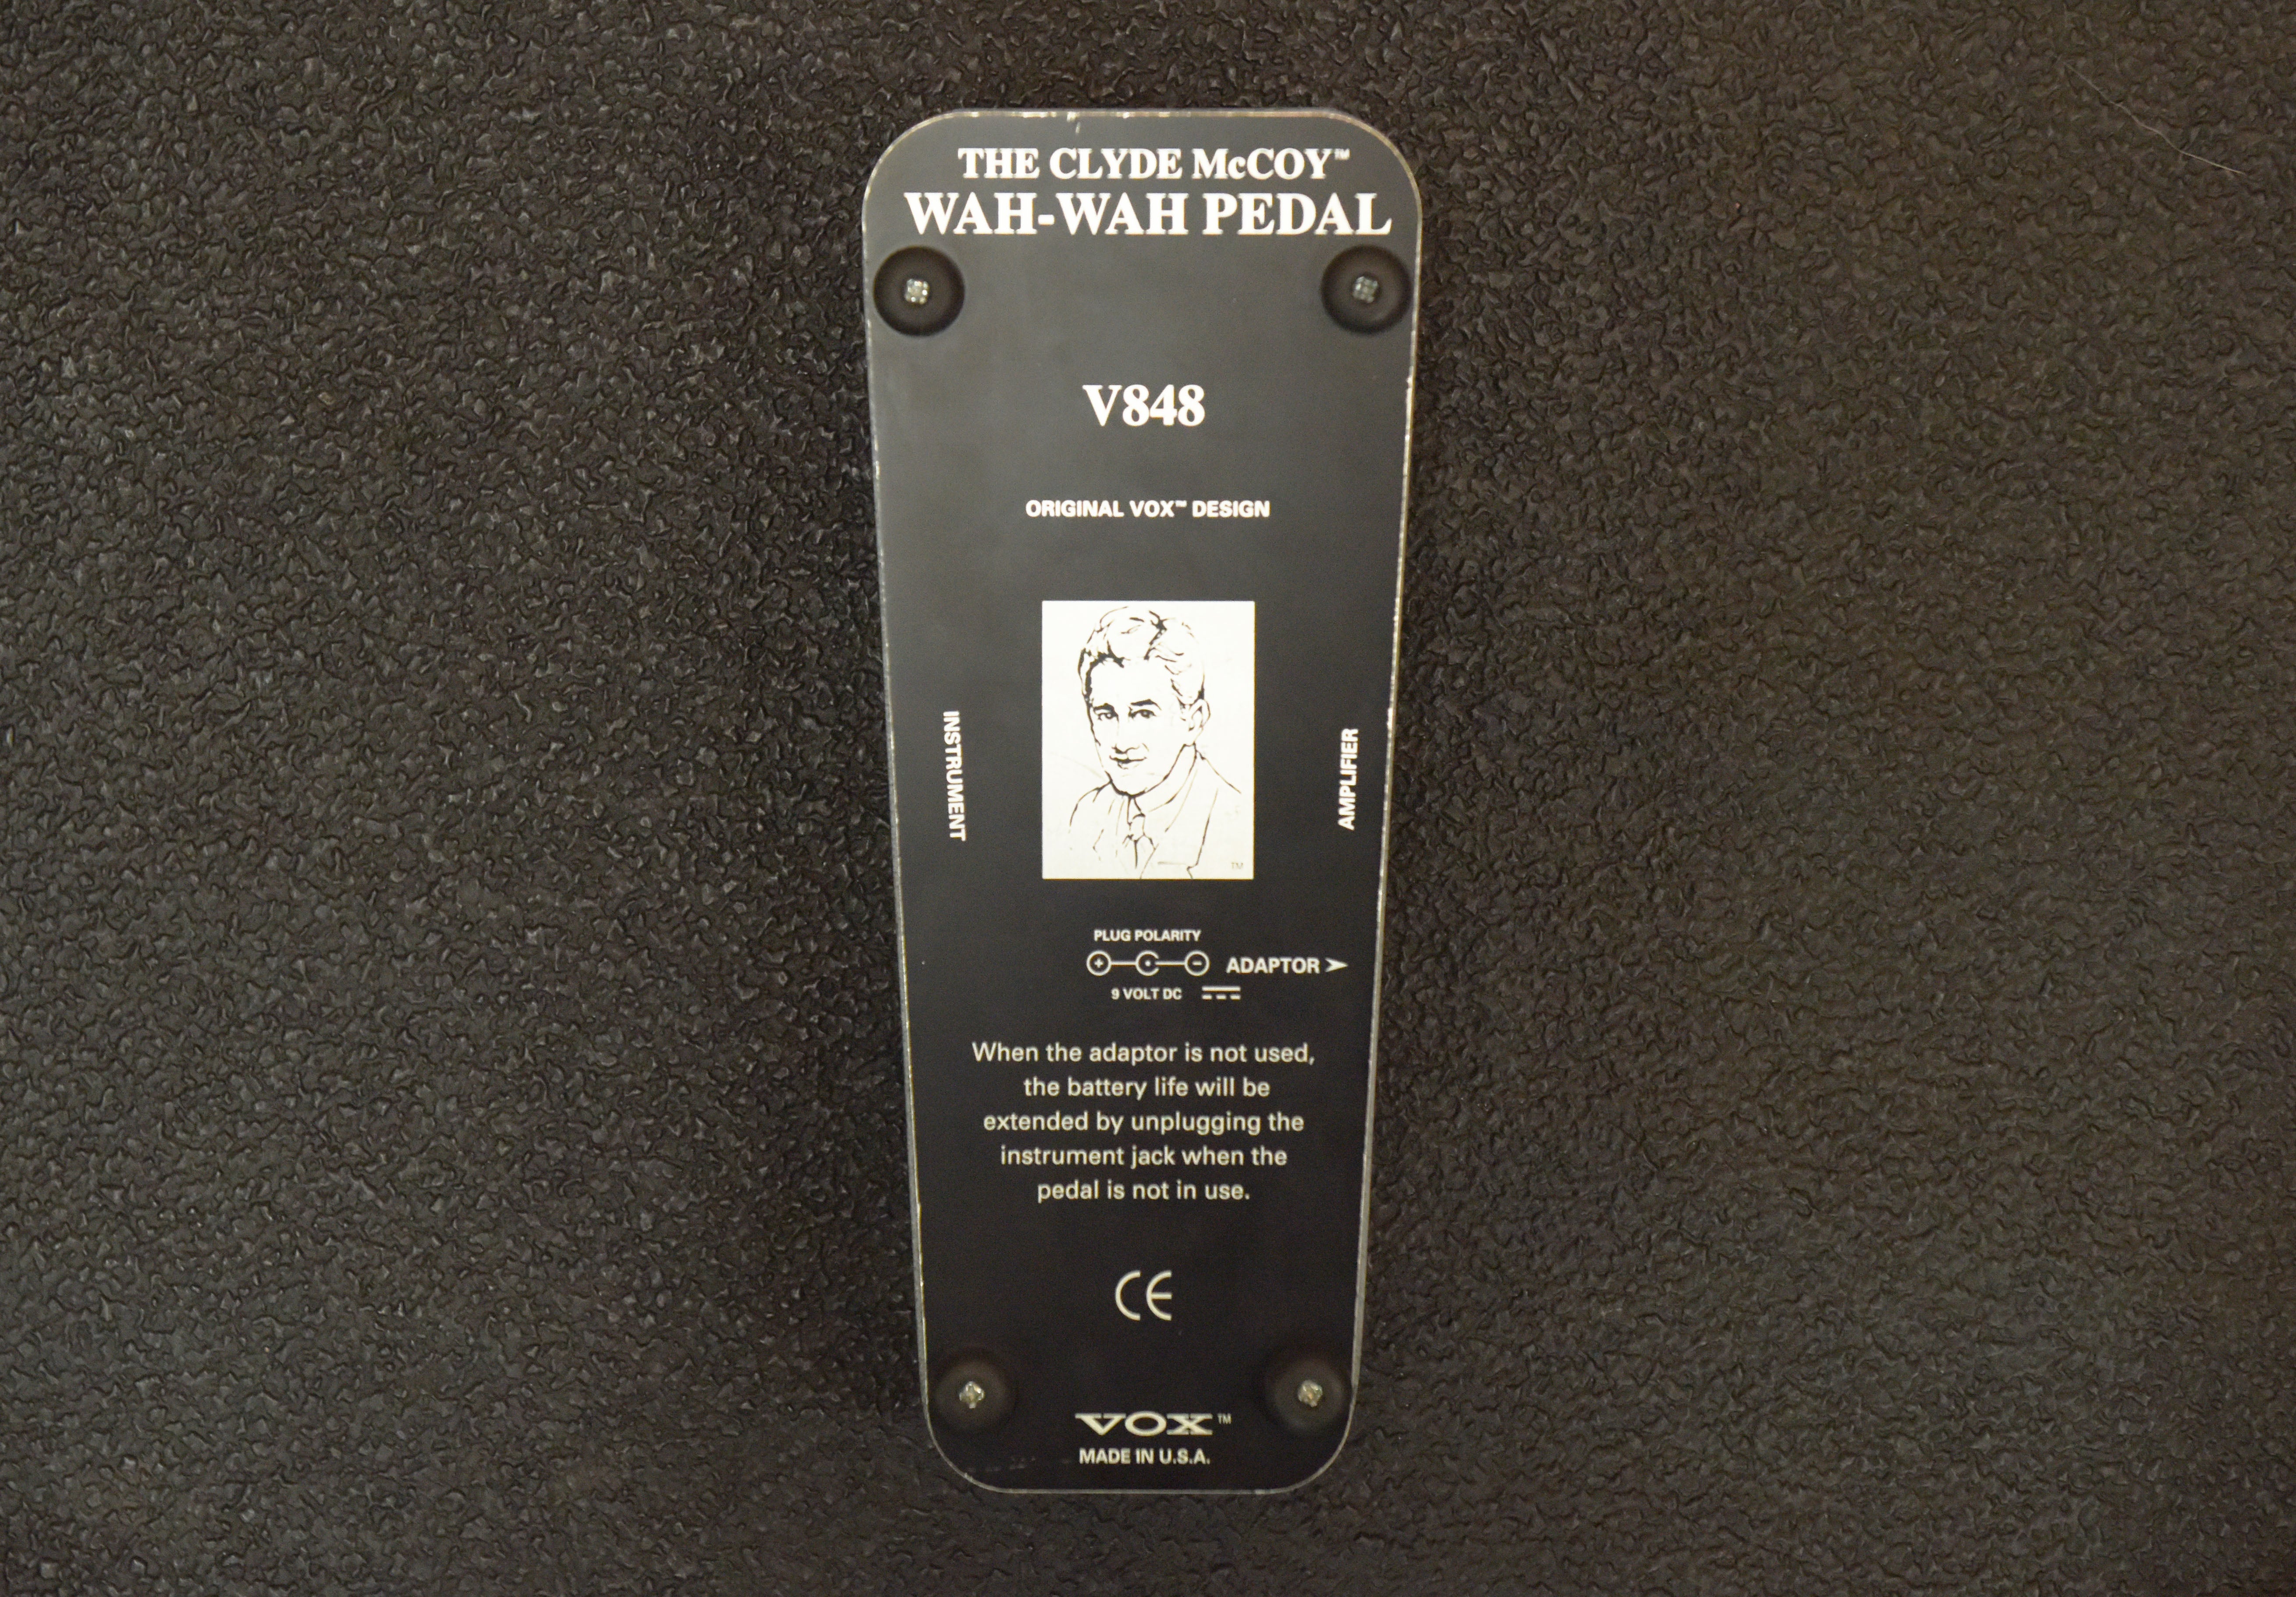 THE CLYDE McCOY™
WAH-WAH PEDAL
V848
ORIGINAL VOX™ DESIGN
INSTRUMENT
AMPLIFIER
TM
PLUG POLARITY
+ - ADAPTOR ➤
9 VOLT DC
When the adaptor is not used,
the battery life will be
extended by unplugging the
instrument jack when the
pedal is not in use.
CE
VOX™
MADE IN U.S.A.